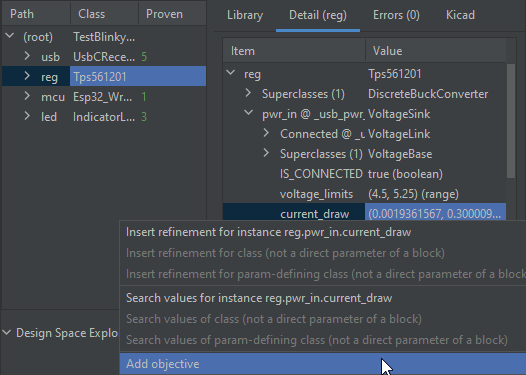 Path Class Proven
(root) TestBlinky...
usb UsbCRece... 5
reg Tps561201
mcu Esp32_Wr... 1
led IndicatorL... 3
Design Space Explo
Library Detail (reg) Errors (0) Kicad
Item Value
reg Tps561201
Superclasses (1) DiscreteBuckConverter
pwr_in @ _usb_pwr_ VoltageSink
Connected @ _u VoltageLink
Superclasses (1) VoltageBase
IS_CONNECTED true (boolean)
voltage_limits (4.5, 5.25) (range)
current_draw (0.0019361567, 0.300009...
Insert refinement for instance reg.pwr_in.current_draw
Insert refinement for class (not a direct parameter of a block)
Insert refinement for param-defining class (not a direct parameter of a block
Search values for instance reg.pwr_in.current_draw
Search values of class (not a direct parameter of a block)
Search values of param-defining class (not a direct parameter of a block)
Add objective